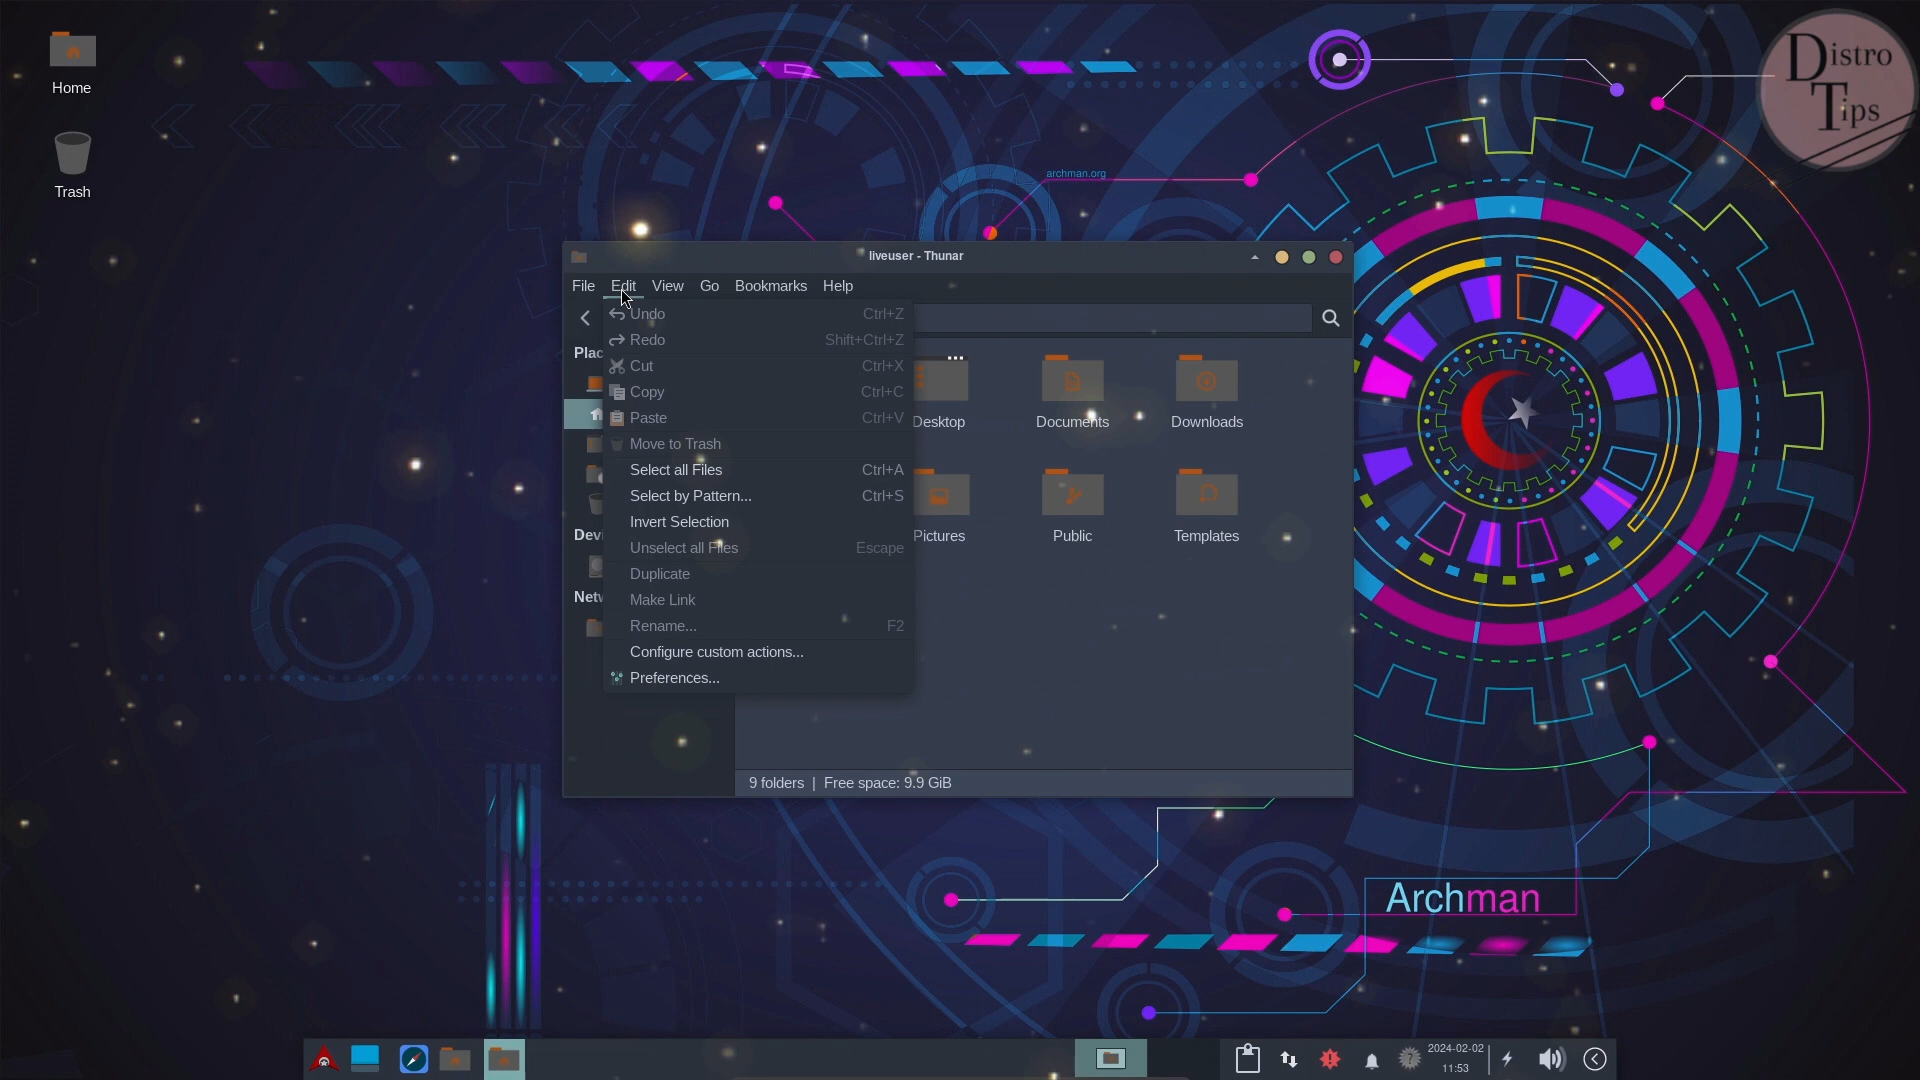 Home
Trash
archman.org
Distro
Tips
liveuser - Thunar
File Edit View Go Bookmarks Help
Undo Ctrl+Z
Redo Shift+Ctrl+Z
Cut Ctrl+X
Copy Ctrl+C
Paste Ctrl+V
Move to Trash
Select all Files Ctrl+A
Select by Pattern... Ctrl+S
Invert Selection
Unselect all Files Escape
Duplicate
Make Link
Rename... F2
Configure custom actions...
Preferences...
Plac
Devi
Netw
Desktop Documents Downloads
Pictures Public Templates
9 folders | Free space: 9.9 GiB
Archman
2024-02-02
11:53